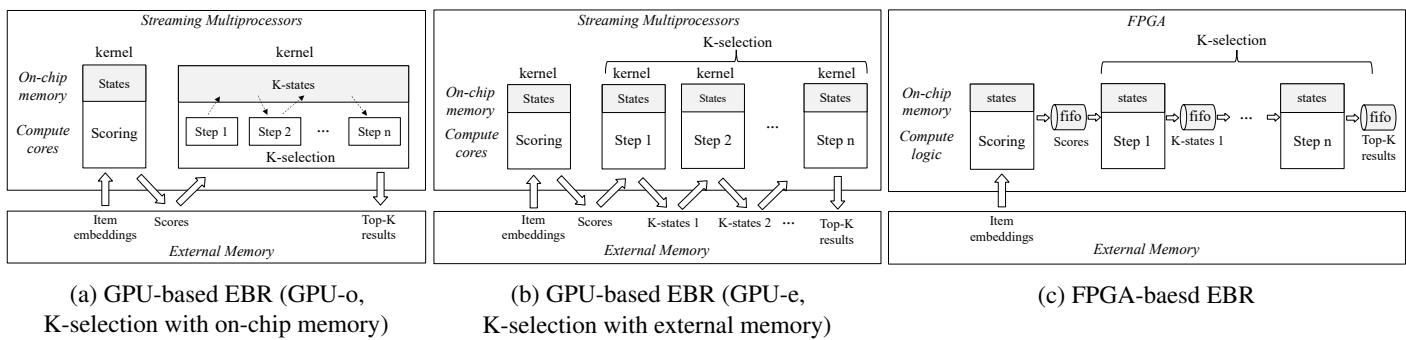 Streaming Multiprocessors
kernel
kernel
On-chip
memory
States
K-states
Compute
cores
Scoring
Step 1
Step 2
...
Step n
K-selection
Item
embeddings
Scores
Top-K
results
External Memory
(a) GPU-based EBR (GPU-o,
K-selection with on-chip memory)
Streaming Multiprocessors
K-selection
kernel
kernel
kernel
kernel
On-chip
memory
States
States
States
States
Compute
cores
Scoring
Step 1
Step 2
...
Step n
Item
embeddings
Scores
K-states 1
K-states 2
...
Top-K
results
External Memory
(b) GPU-based EBR (GPU-e,
K-selection with external memory)
FPGA
K-selection
On-chip
memory
states
states
states
Compute
logic
Scoring
fifo
Scores
Step 1
fifo
K-states 1
...
Step n
fifo
Top-K
results
Item
embeddings
External Memory
(c) FPGA-baesd EBR